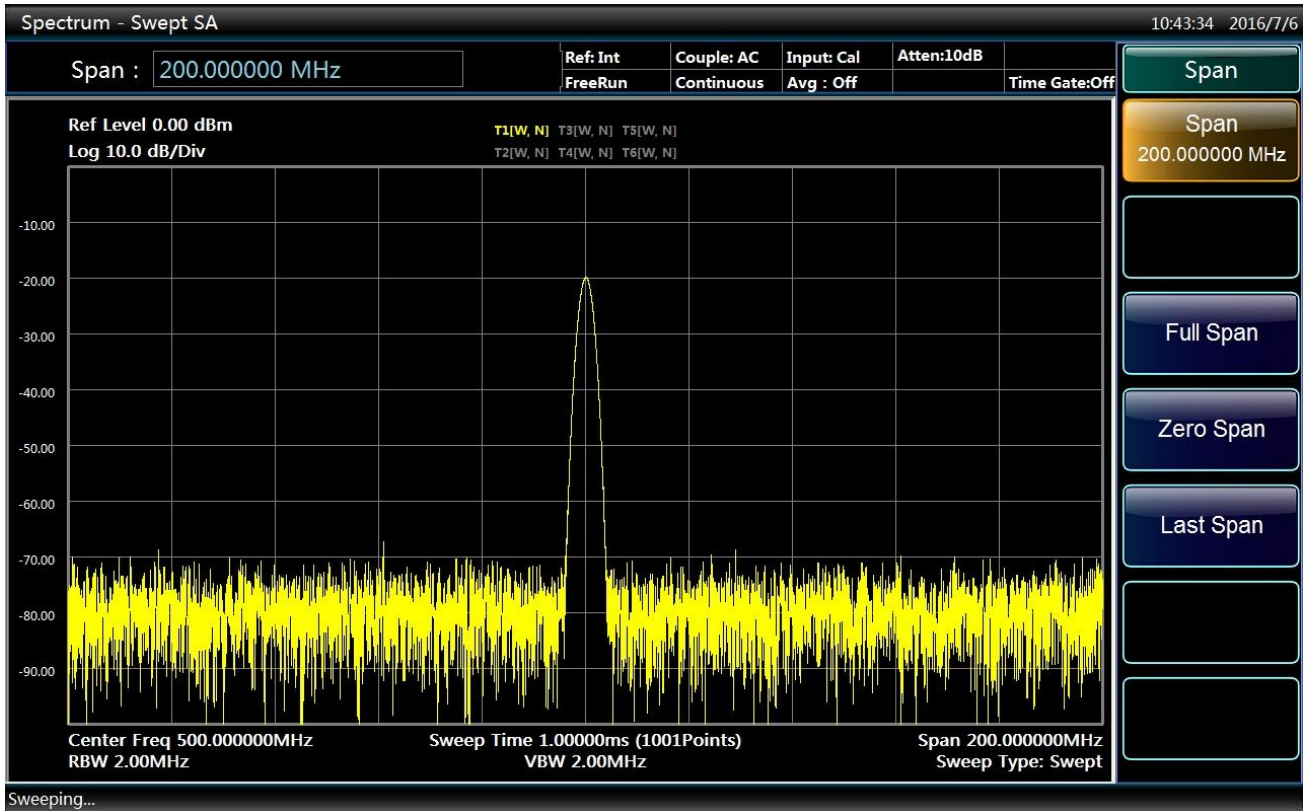 Spectrum - Swept SA
10:43:34 2016/7/6
Span : 200.000000 MHz
Ref: Int Couple: AC Input: Cal Atten:10dB
FreeRun Continuous Avg : Off Time Gate:Off
Span
Ref Level 0.00 dBm
Log 10.0 dB/Div
T1[W, N] T3[W, N] T5[W, N]
T2[W, N] T4[W, N] T6[W, N]
-10.00
-20.00
-30.00
-40.00
-50.00
-60.00
-70.00
-80.00
-90.00
Center Freq 500.000000MHz Sweep Time 1.00000ms (1001Points) Span 200.000000MHz
RBW 2.00MHz VBW 2.00MHz Sweep Type: Swept
Span
200.000000 MHz
Full Span
Zero Span
Last Span
Sweeping...